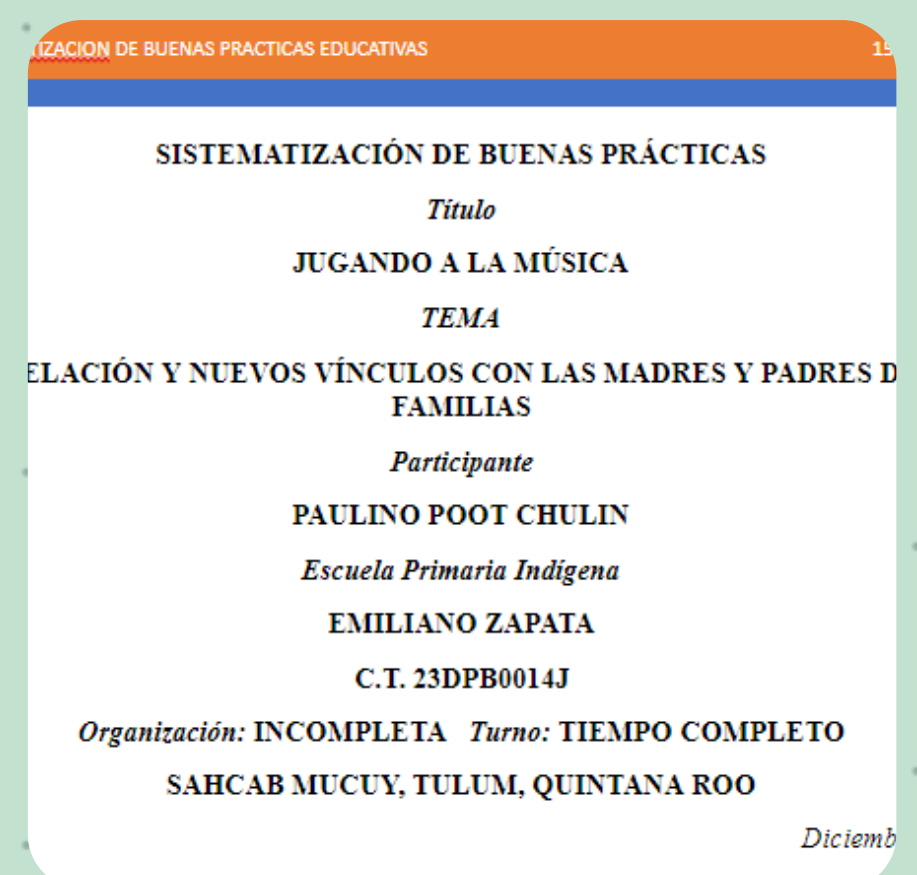 TIZACION DE BUENAS PRACTICAS EDUCATIVAS 15
SISTEMATIZACIÓN DE BUENAS PRÁCTICAS
Título
JUGANDO A LA MÚSICA
TEMA
ELACIÓN Y NUEVOS VÍNCULOS CON LAS MADRES Y PADRES D
FAMILIAS
Participante
PAULINO POOT CHULIN
Escuela Primaria Indígena
EMILIANO ZAPATA
C.T. 23DPB0014J
Organización: INCOMPLETA Turno: TIEMPO COMPLETO
SAHCAB MUCUY, TULUM, QUINTANA ROO
Diciemb